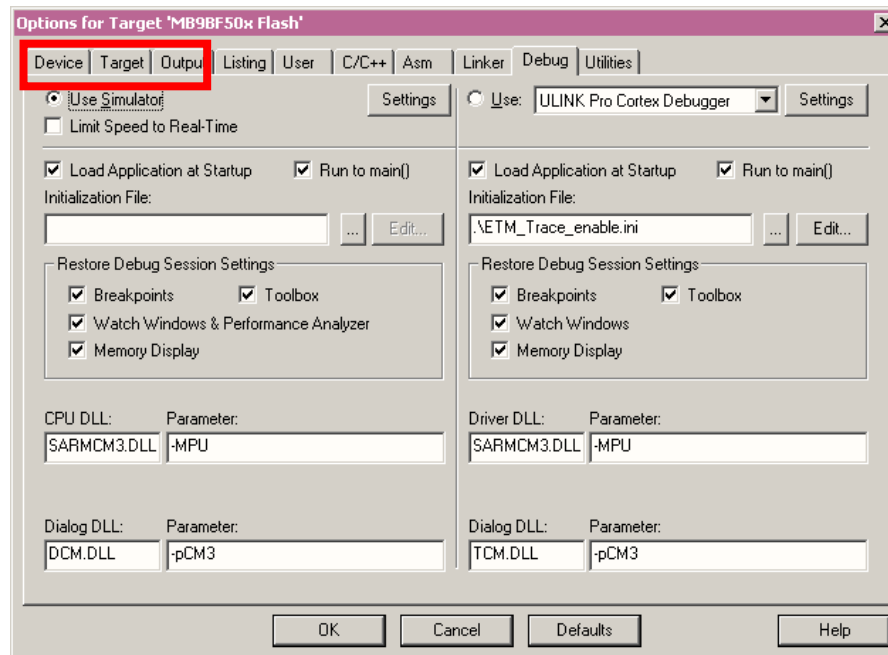 Options for Target 'MB9BF50x Flash'
Device Target Output Listing User C/C++ Asm Linker Debug Utilities
Use Simulator Settings Use: ULINK Pro Cortex Debugger Settings
Limit Speed to Real-Time
Load Application at Startup Run to main() Load Application at Startup Run to main()
Initialization File: Initialization File:
... Edit... .\ETM_Trace_enable.ini ... Edit...
Restore Debug Session Settings Restore Debug Session Settings
Breakpoints Toolbox Breakpoints Toolbox
Watch Windows & Performance Analyzer Watch Windows
Memory Display Memory Display
CPU DLL: Parameter: Driver DLL: Parameter:
SARMCM3.DLL -MPU SARMCM3.DLL -MPU
Dialog DLL: Parameter: Dialog DLL: Parameter:
DCM.DLL -pCM3 TCM.DLL -pCM3
OK Cancel Defaults Help